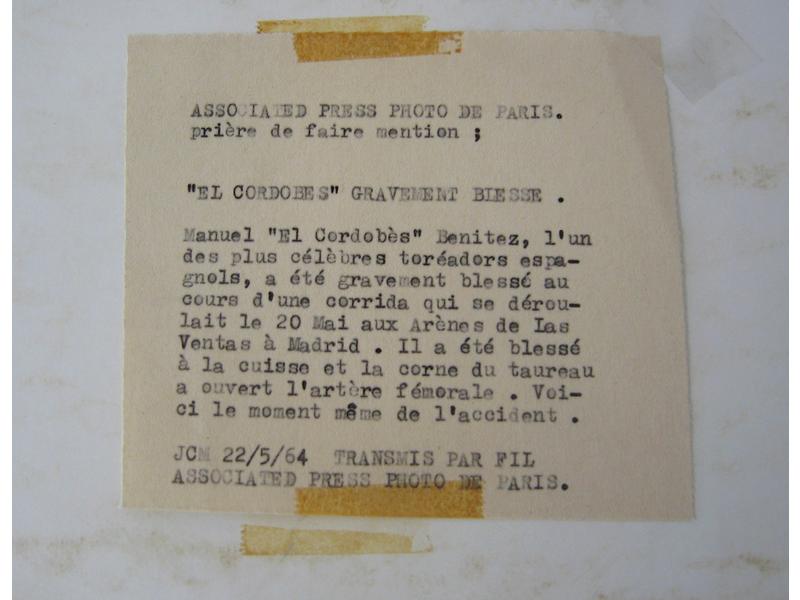 ASSOCIATED PRESS PHOTO DE PARIS.
prière de faire mention ;
"EL CORDOBES" GRAVEMENT BLESSE .
Manuel "El Cordobès" Benitez, l'un
des plus célèbres toréadors espa-
gnols, a été gravement blessé au
cours d'une corrida qui se dérou-
lait le 20 Mai aux Arènes de Las
Ventas à Madrid . Il a été blessé
à la cuisse et la corne du taureau
a ouvert l'artère fémorale . Voi-
ci le moment même de l'accident .
JCM 22/5/64 TRANSMIS PAR FIL
ASSOCIATED PRESS PHOTO DE PARIS.